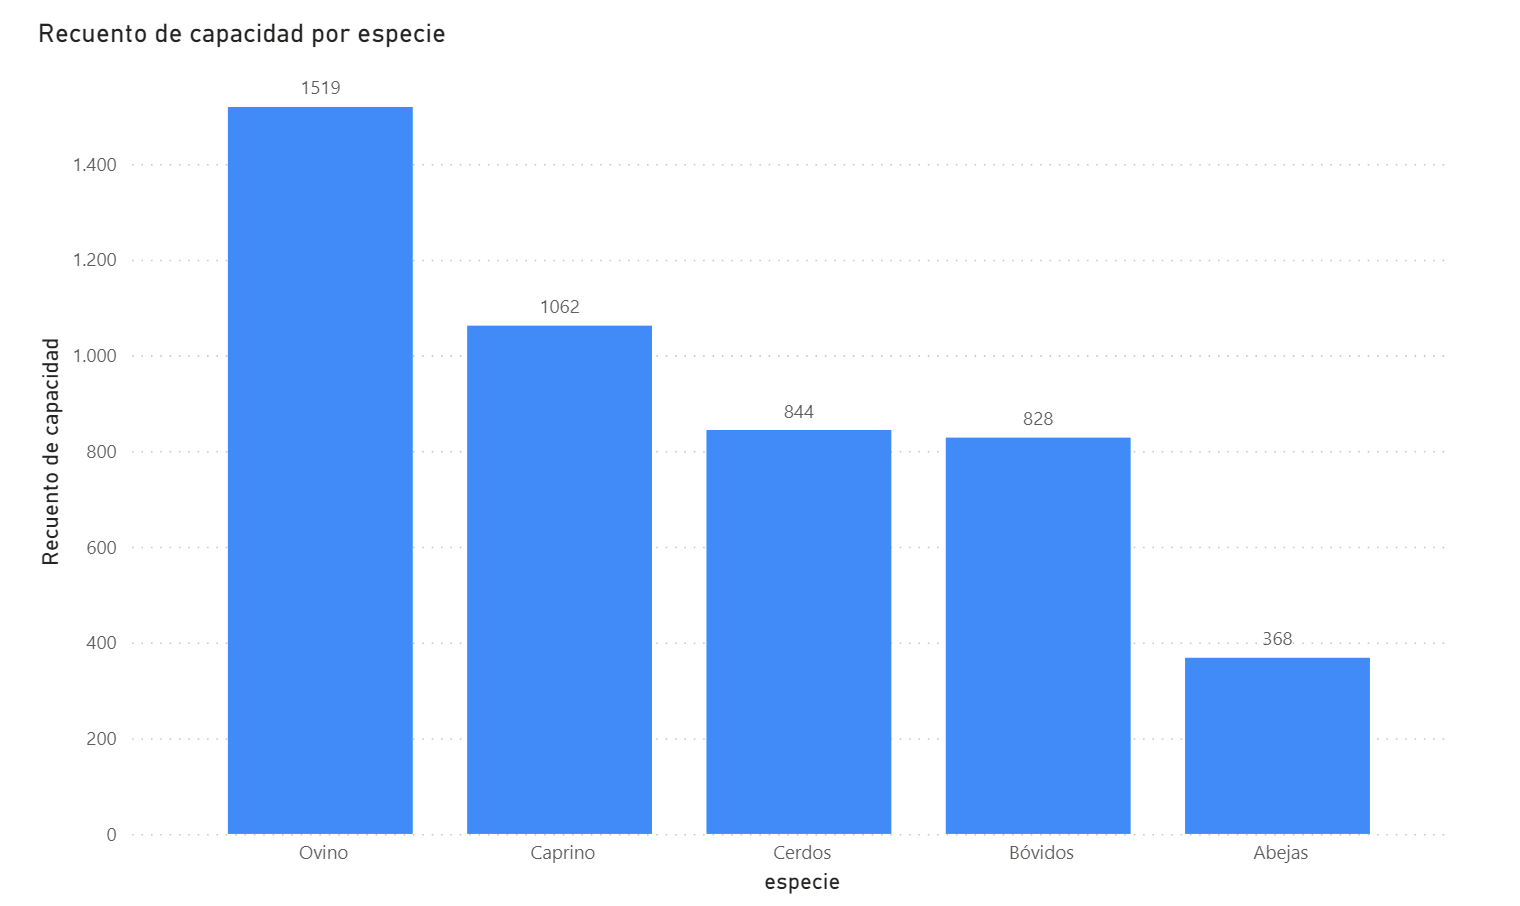 Recuento de capacidad por especie
1519
1.400
1.200
1062
1.000
844
828
800
600
400
368
200
0
Recuento de capacidad
Ovino
Caprino
Cerdos
Bóvidos
Abejas
especie